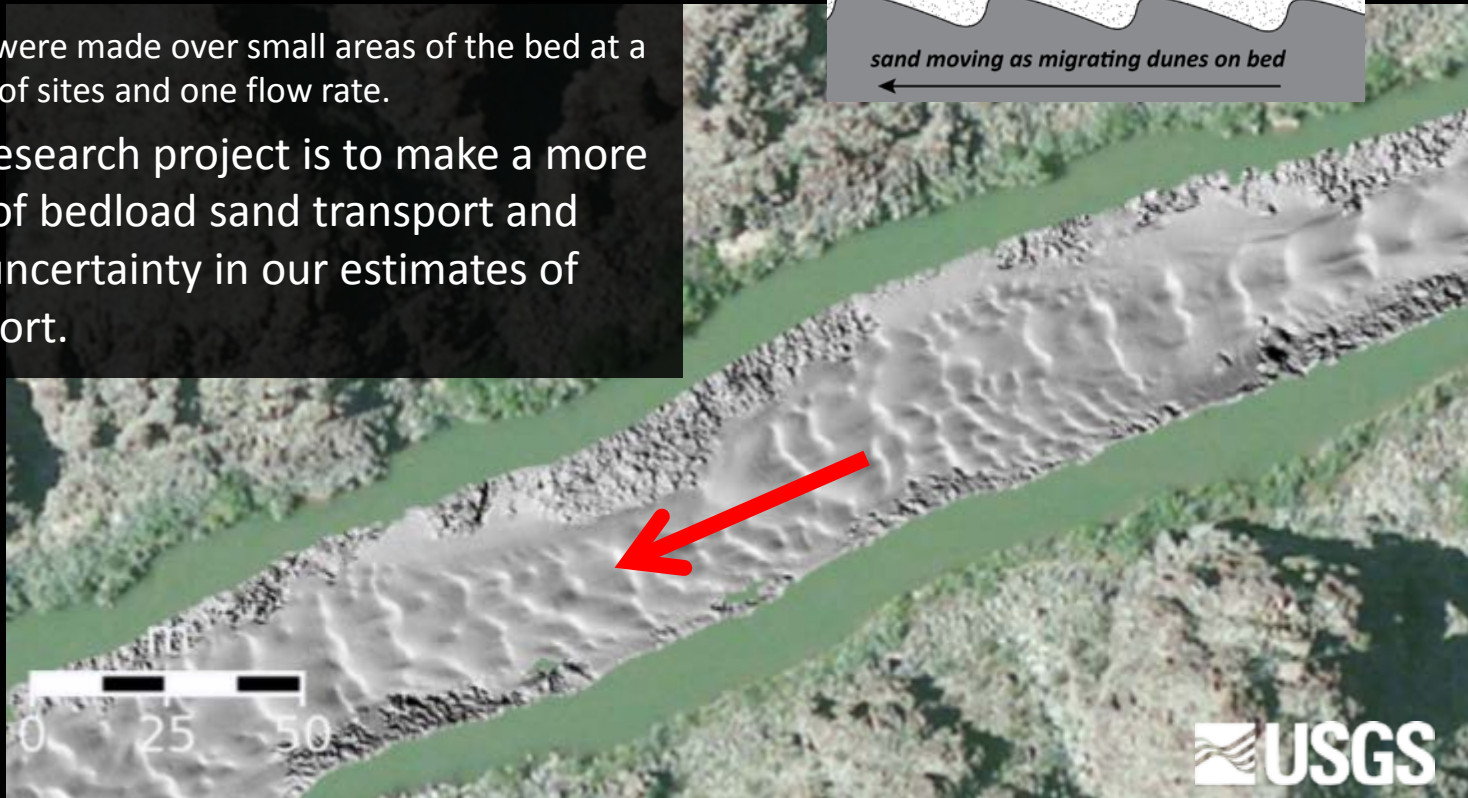 were made over small areas of the bed at a
of sites and one flow rate.
esearch project is to make a more
of bedload sand transport and
uncertainty in our estimates of
ort.
sand moving as migrating dunes on bed
m
0 25 50
USGS